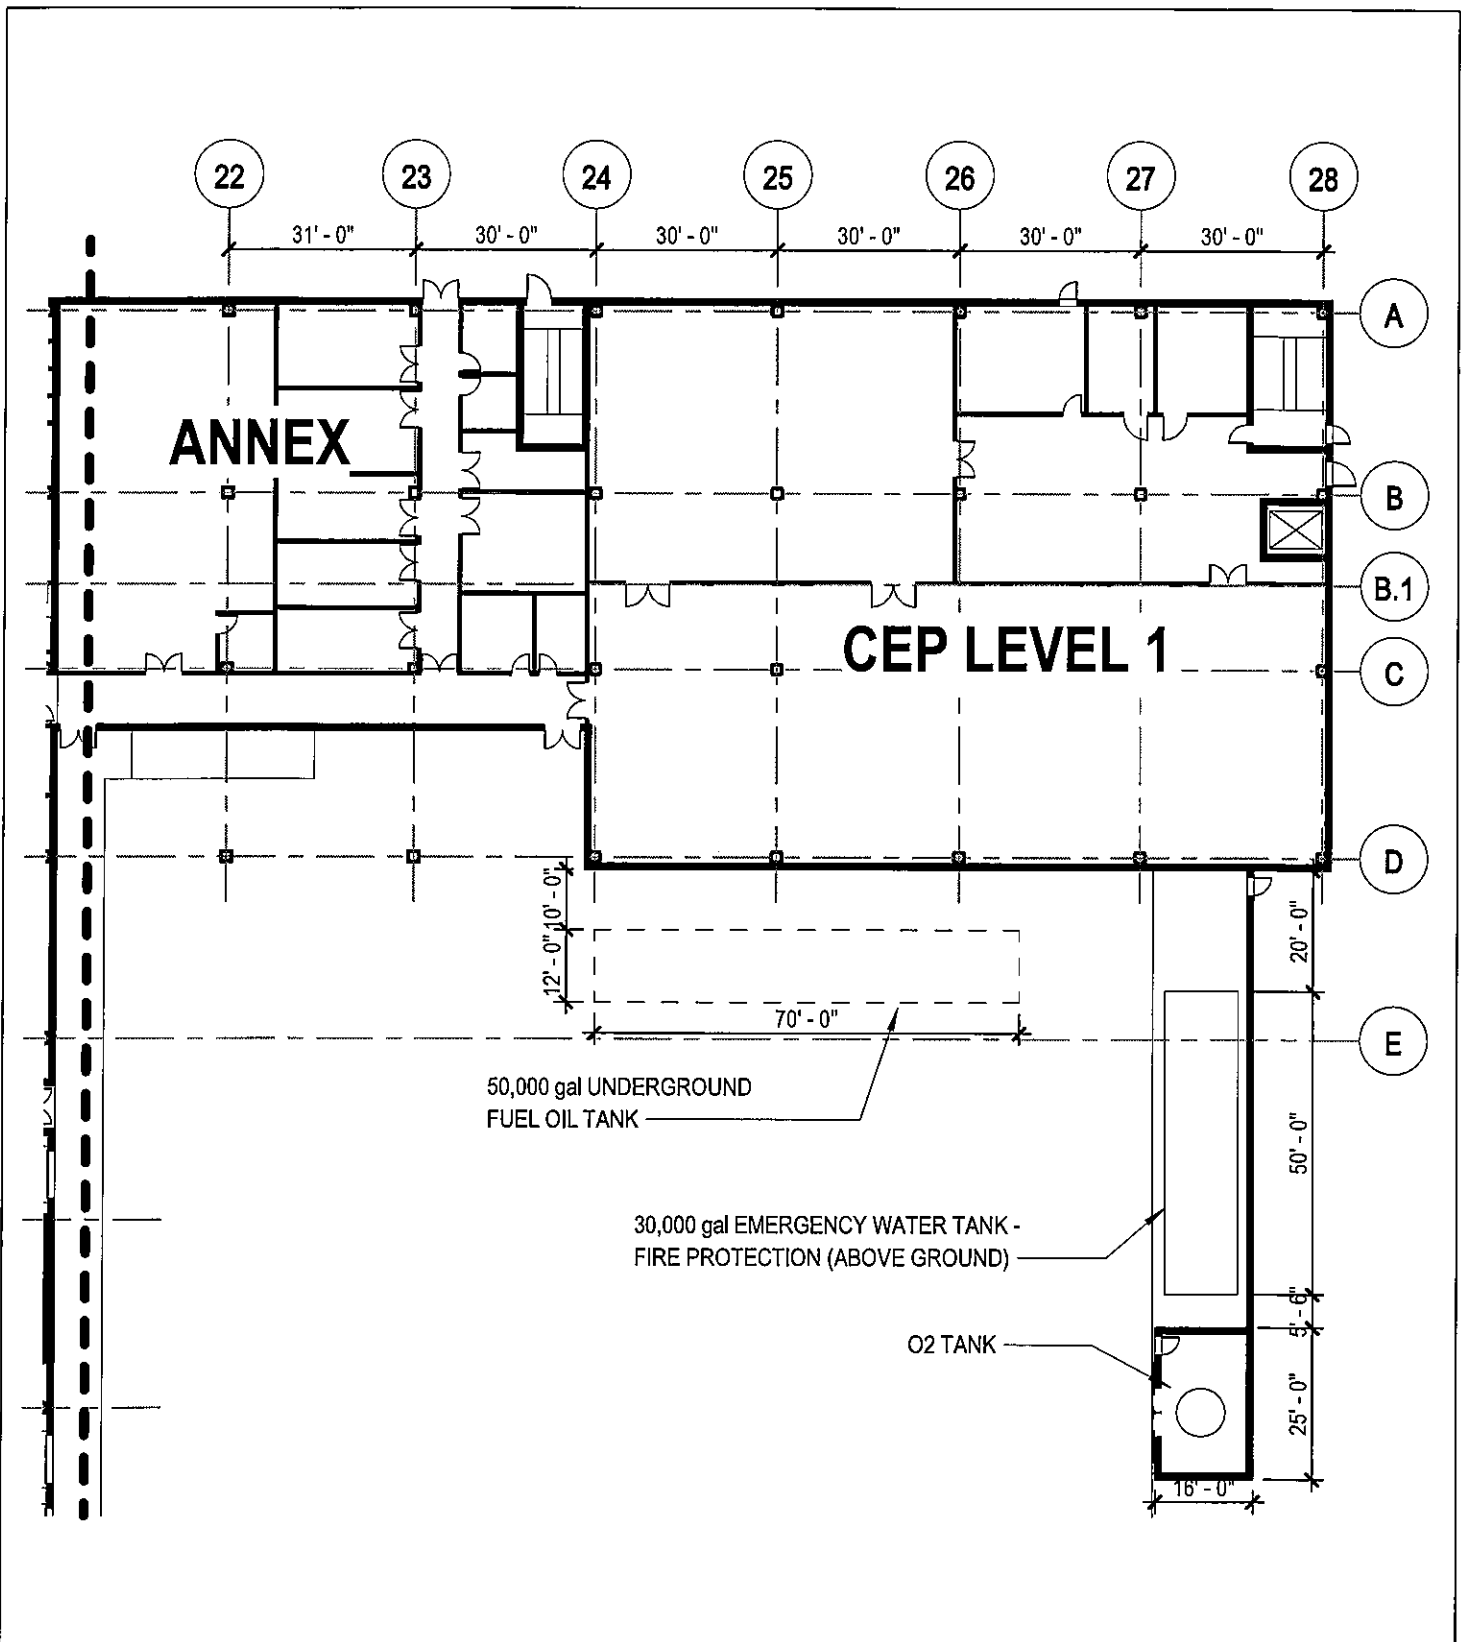 22 23 24 25 26 27 28
31' - 0" 30' - 0" 30' - 0" 30' - 0" 30' - 0" 30' - 0"
A
ANNEX
B
B.1
CEP LEVEL 1
C
D
10' - 0"
20' - 0"
12' - 0"
70' - 0"
E
50,000 gal UNDERGROUND
FUEL OIL TANK
50' - 0"
30,000 gal EMERGENCY WATER TANK -
FIRE PROTECTION (ABOVE GROUND)
5' - 6"
O2 TANK
25' - 0"
16' - 0"